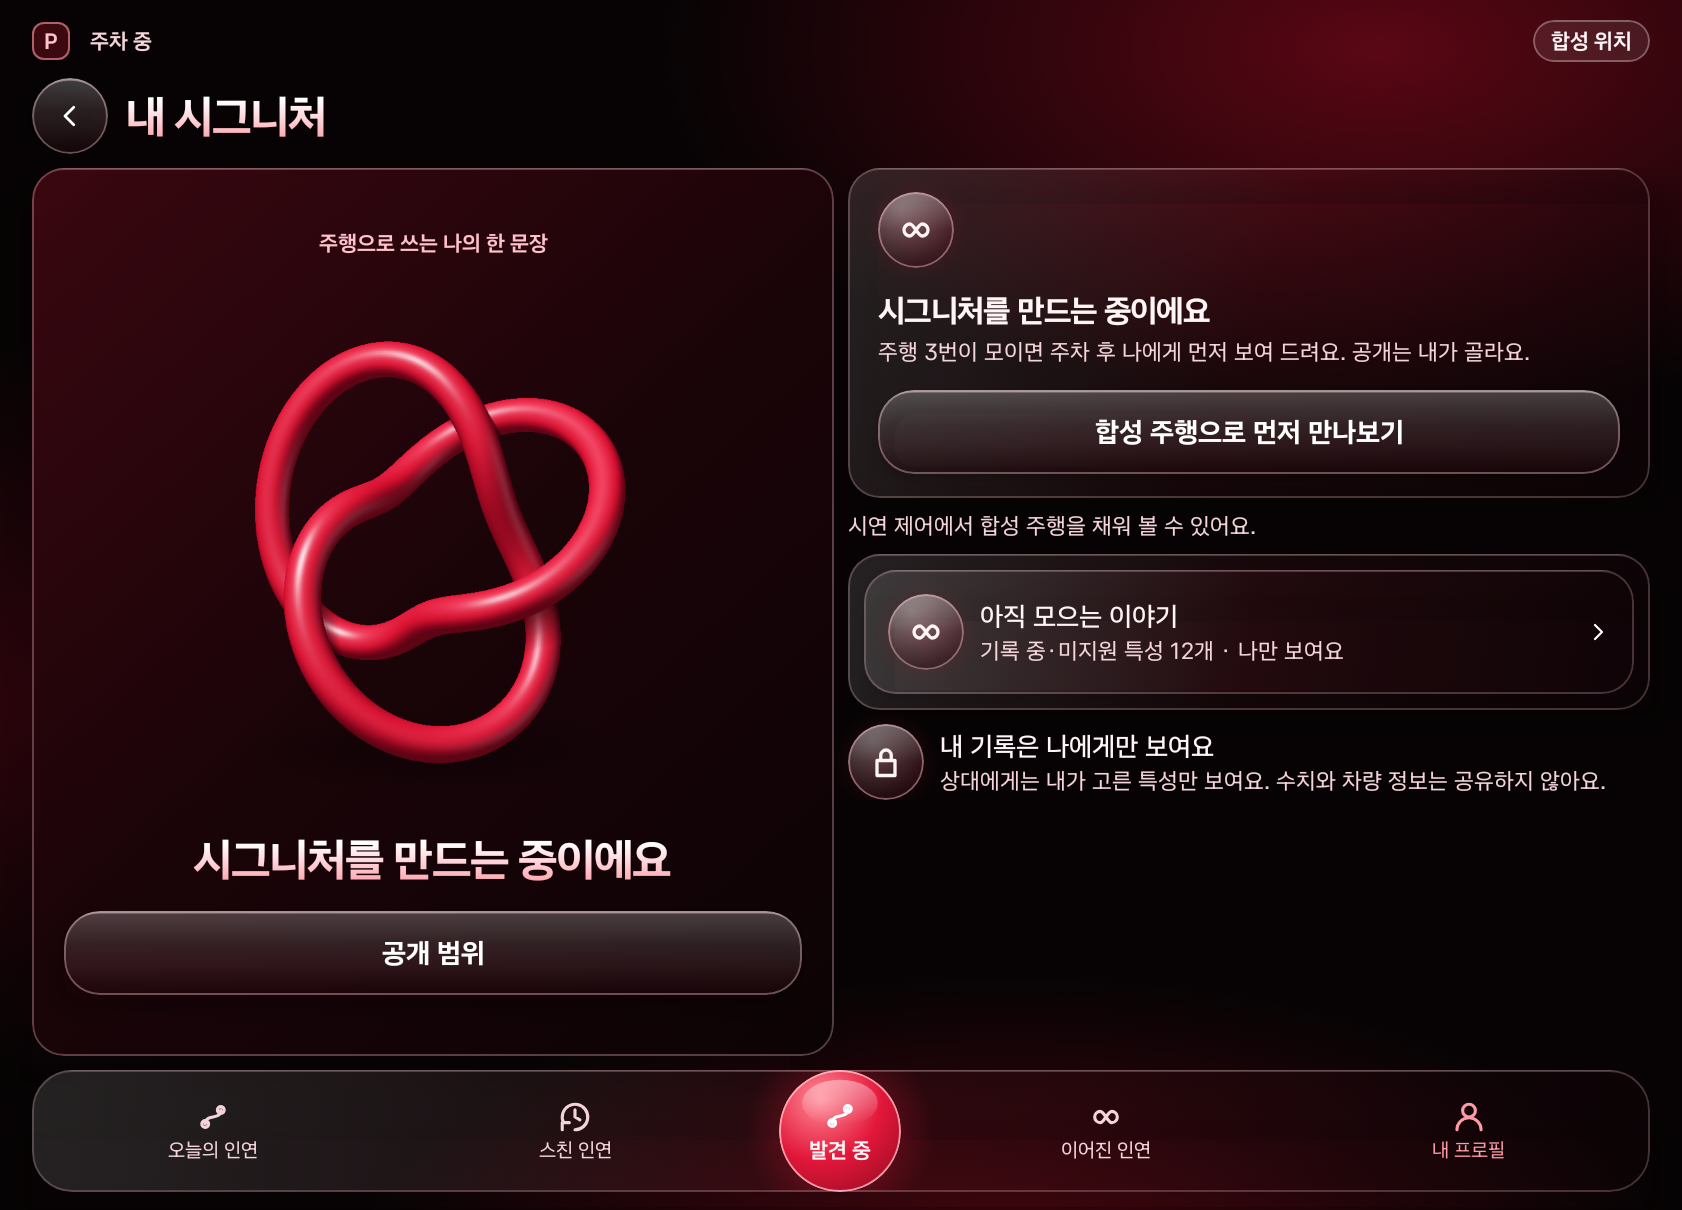 P 주차 중
합성 위치
내 시그니처
주행으로 쓰는 나의 한 문장
시그니처를 만드는 중이에요
공개 범위
시그니처를 만드는 중이에요
주행 3번이 모이면 주차 후 나에게 먼저 보여 드려요. 공개는 내가 골라요.
합성 주행으로 먼저 만나보기
시연 제어에서 합성 주행을 채워 볼 수 있어요.
아직 모으는 이야기
기록 중·미지원 특성 12개 · 나만 보여요
내 기록은 나에게만 보여요
상대에게는 내가 고른 특성만 보여요. 수치와 차량 정보는 공유하지 않아요.
오늘의 인연
스친 인연
발견 중
이어진 인연
내 프로필